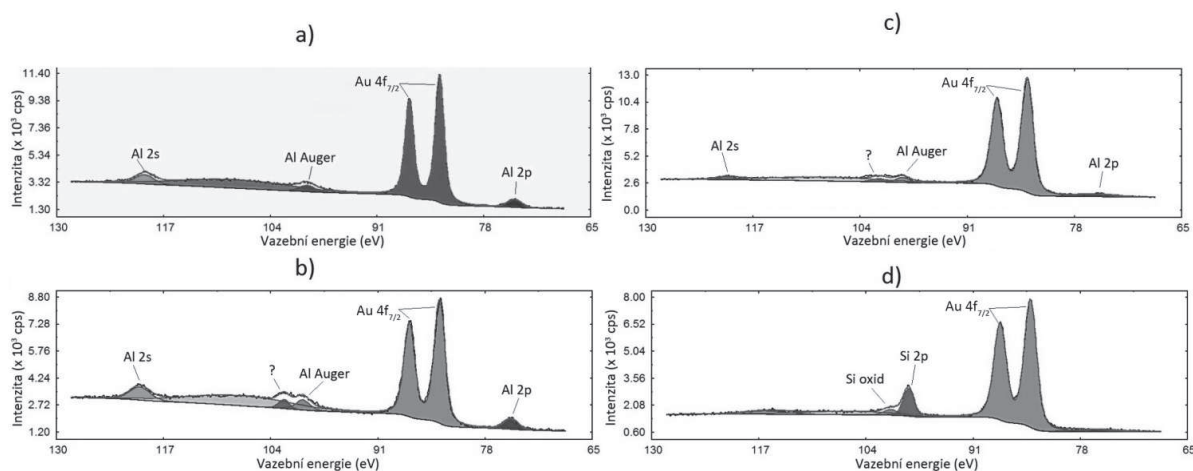 a)
Intenzita (x 10³ cps)
11.40
9.38
7.36
5.34
3.32
1.30
Al 2s
Al Auger
Au 4f7/2
Al 2p
130
117
104
91
78
65
Vazební energie (eV)
c)
Intenzita (x 10³ cps)
13.0
10.4
7.8
5.2
2.6
0.0
Al 2s
?
Al Auger
Au 4f7/2
Al 2p
130
117
104
91
78
65
Vazební energie (eV)
b)
Intenzita (x 10³ cps)
8.80
7.28
5.76
4.24
2.72
1.20
Al 2s
?
Al Auger
Au 4f7/2
Al 2p
130
117
104
91
78
65
Vazební energie (eV)
d)
Intenzita (x 10³ cps)
8.00
6.52
5.04
3.56
2.08
0.60
Si oxid
Si 2p
Au 4f7/2
130
117
104
91
78
65
Vazební energie (eV)